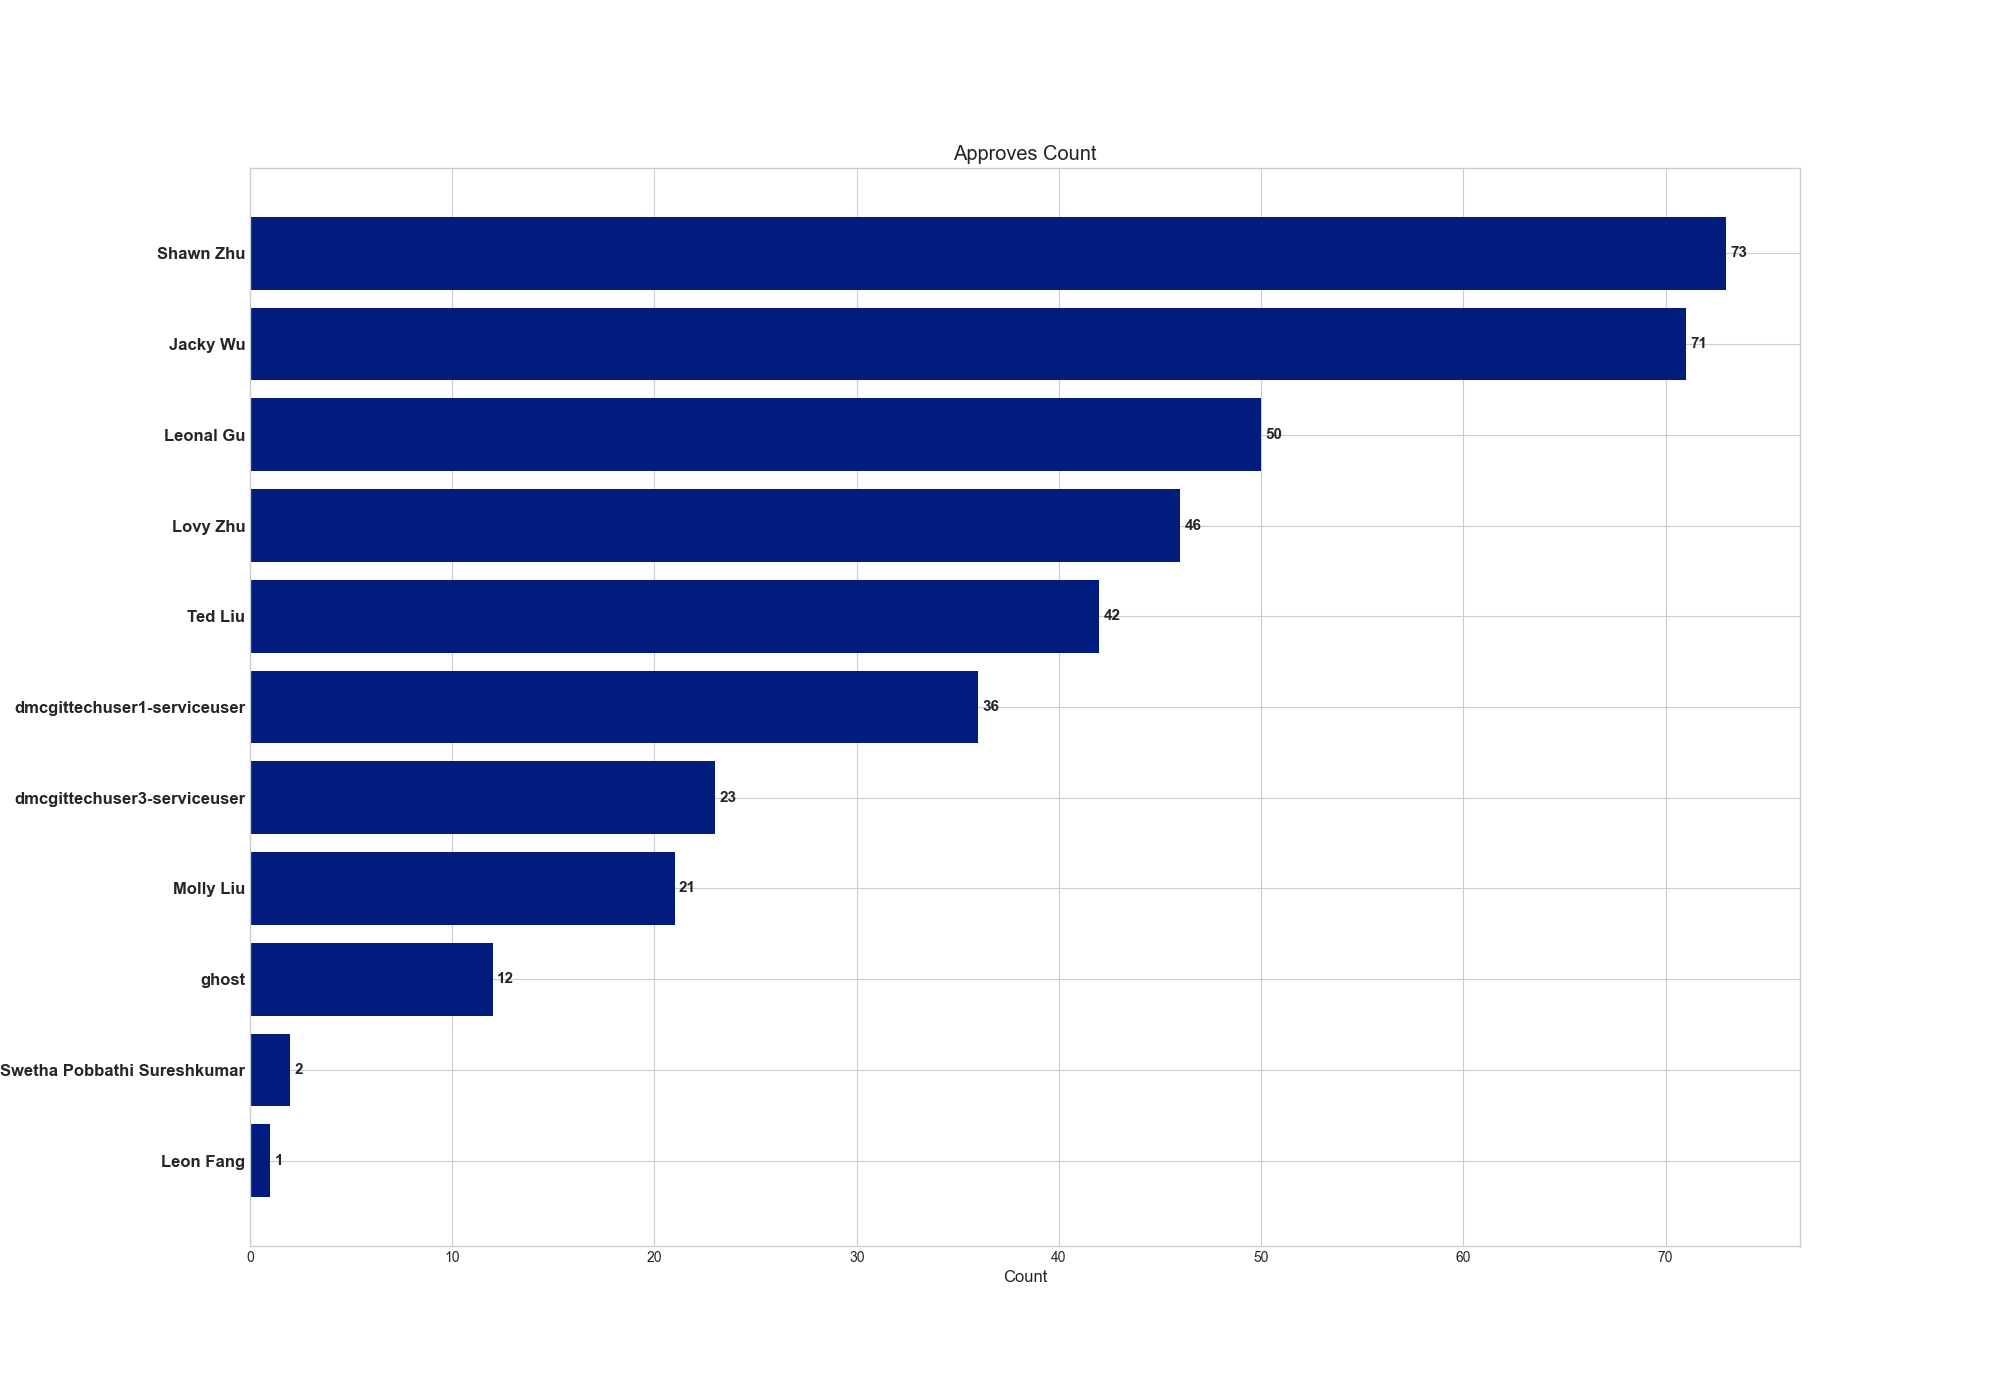 Approves Count
Shawn Zhu 73
Jacky Wu 71
Leonal Gu 50
Lovy Zhu 46
Ted Liu 42
dmcgittechuser1-serviceuser 36
dmcgittechuser3-serviceuser 23
Molly Liu 21
ghost 12
Swetha Pobbathi Sureshkumar 2
Leon Fang 1
0 10 20 30 40 50 60 70
Count